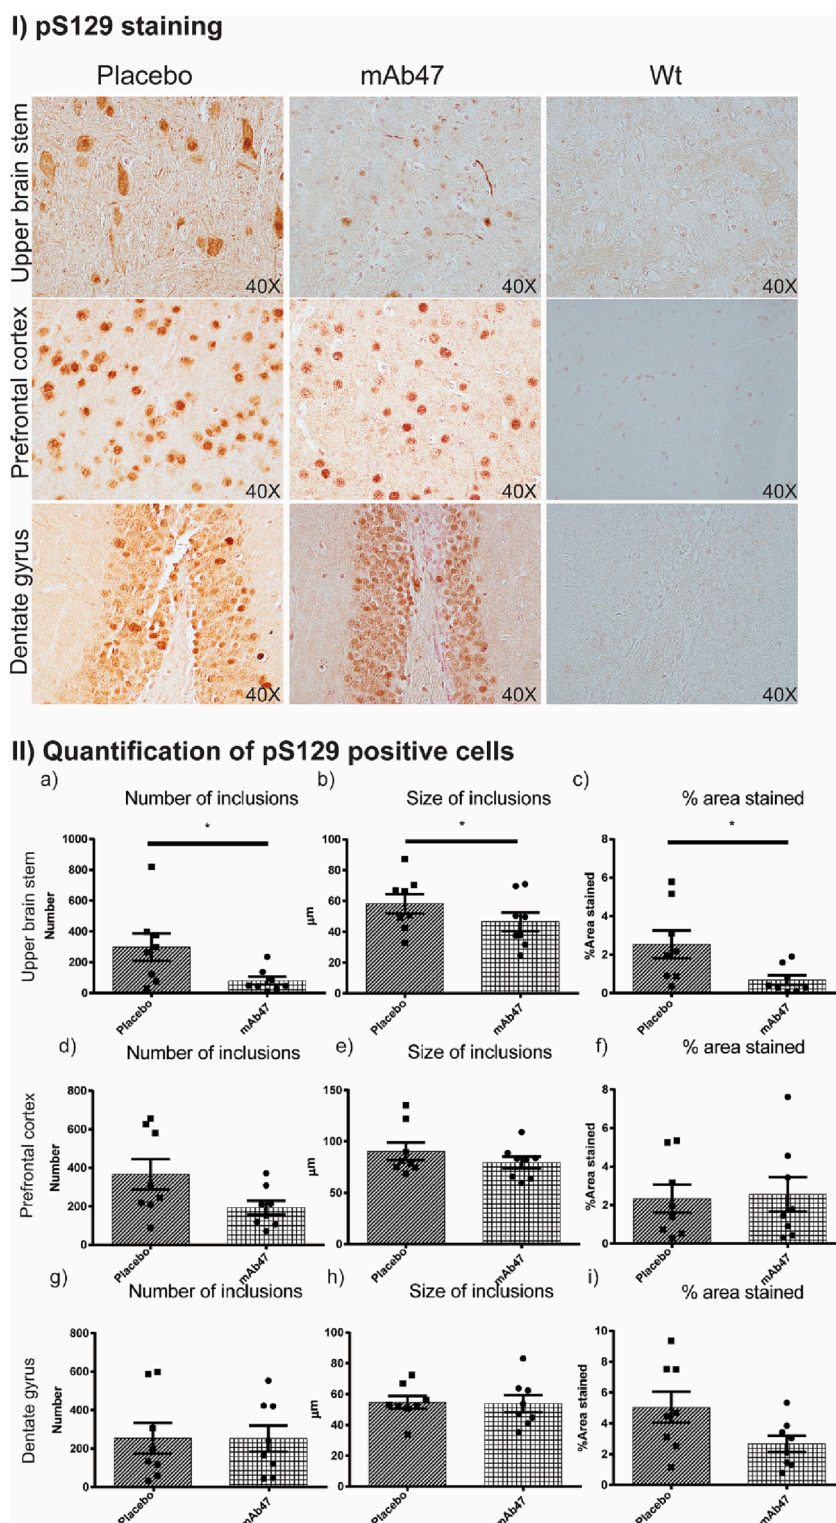 I) pS129 staining
Placebo mAb47 Wt
Upper brain stem
40X 40X 40X
Prefrontal cortex
40X 40X 40X
Dentate gyrus
40X 40X 40X
II) Quantification of pS129 positive cells
a) b) c)
Number of inclusions Size of inclusions % area stained
Upper brain stem
Number
1000
800
600
400
200
0
*
Placebo mAb47
µm
100
80
60
40
20
0
*
Placebo mAb47
%Area stained
8
6
4
2
0
*
Placebo mAb47
d) e) f)
Number of inclusions Size of inclusions % area stained
Prefrontal cortex
Number
800
600
400
200
0
Placebo mAb47
µm
150
100
50
0
Placebo mAb47
%Area stained
8
6
4
2
0
Placebo mAb47
g) h) i)
Number of inclusions Size of inclusions % area stained
Dentate gyrus
Number
800
600
400
200
0
Placebo mAb47
µm
100
80
60
40
20
0
Placebo mAb47
%Area stained
10
8
6
4
2
0
Placebo mAb47